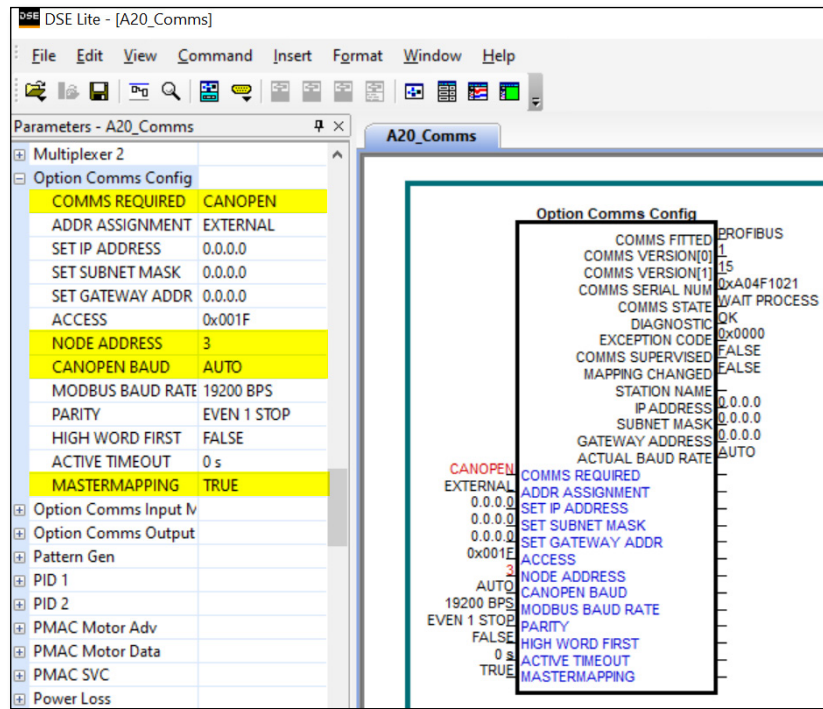 DSE DSE Lite - [A20_Comms]
File Edit View Command Insert Format Window Help
Parameters - A20_Comms
Multiplexer 2
Option Comms Config
COMMS REQUIRED CANOPEN
ADDR ASSIGNMENT EXTERNAL
SET IP ADDRESS 0.0.0.0
SET SUBNET MASK 0.0.0.0
SET GATEWAY ADDR 0.0.0.0
ACCESS 0x001F
NODE ADDRESS 3
CANOPEN BAUD AUTO
MODBUS BAUD RATE 19200 BPS
PARITY EVEN 1 STOP
HIGH WORD FIRST FALSE
ACTIVE TIMEOUT 0 s
MASTERMAPPING TRUE
Option Comms Input M
Option Comms Output
Pattern Gen
PID 1
PID 2
PMAC Motor Adv
PMAC Motor Data
PMAC SVC
Power Loss
A20_Comms
Option Comms Config
COMMS FITTED PROFIBUS
COMMS VERSION[0] 1
COMMS VERSION[1] 15
COMMS SERIAL NUM 0xA04F1021
COMMS STATE WAIT PROCESS
DIAGNOSTIC OK
EXCEPTION CODE 0x0000
COMMS SUPERVISED FALSE
MAPPING CHANGED FALSE
STATION NAME
IP ADDRESS 0.0.0.0
SUBNET MASK 0.0.0.0
GATEWAY ADDRESS 0.0.0.0
ACTUAL BAUD RATE AUTO
CANOPEN COMMS REQUIRED
EXTERNAL ADDR ASSIGNMENT
0.0.0.0 SET IP ADDRESS
0.0.0.0 SET SUBNET MASK
0.0.0.0 SET GATEWAY ADDR
0x001F ACCESS
3 NODE ADDRESS
AUTO CANOPEN BAUD
19200 BPS MODBUS BAUD RATE
EVEN 1 STOP PARITY
FALSE HIGH WORD FIRST
0 s ACTIVE TIMEOUT
TRUE MASTERMAPPING